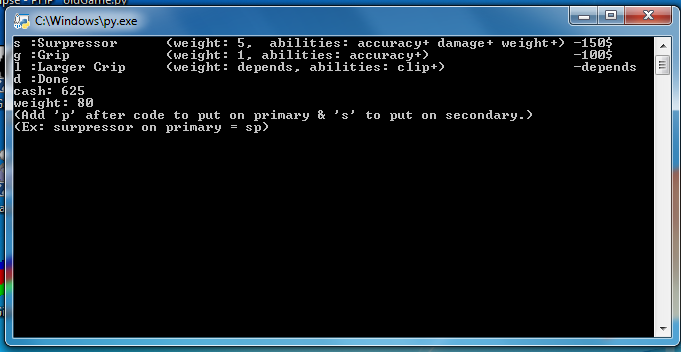 oldGame.py
C:\Windows\py.exe
s :Surpressor (weight: 5, abilities: accuracy+ damage+ weight+) -150$
g :Grip (weight: 1, abilities: accuracy+) -100$
l :Larger Crip (weight: depends, abilities: clip+) -depends
d :Done
cash: 625
weight: 80
(Add 'p' after code to put on primary & 's' to put on secondary.)
(Ex: surpressor on primary = sp)